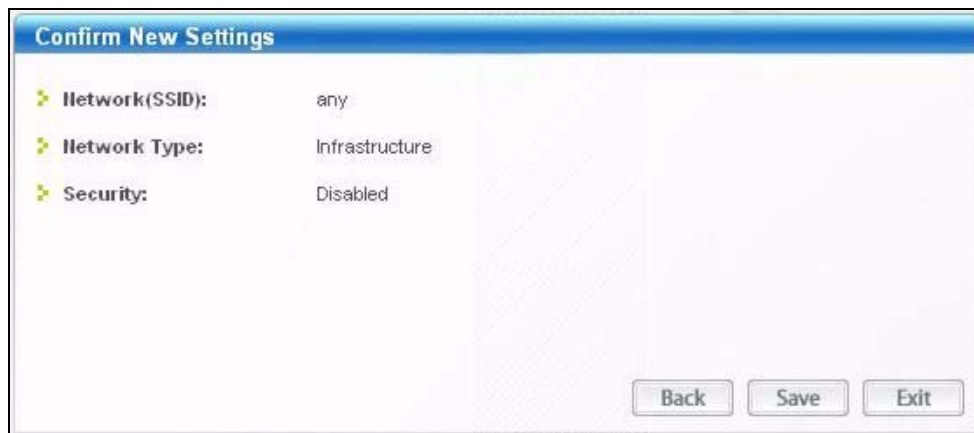 Confirm New Settings
Network(SSID): any
Network Type: Infrastructure
Security: Disabled
Back Save Exit